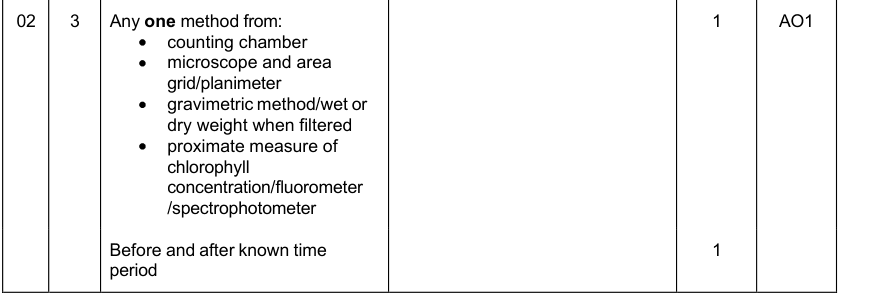 02 3 Any one method from: 1 AO1
• counting chamber
• microscope and area
grid/planimeter
• gravimetric method/wet or
dry weight when filtered
• proximate measure of
chlorophyll
concentration/fluorometer
/spectrophotometer
Before and after known time 1
period